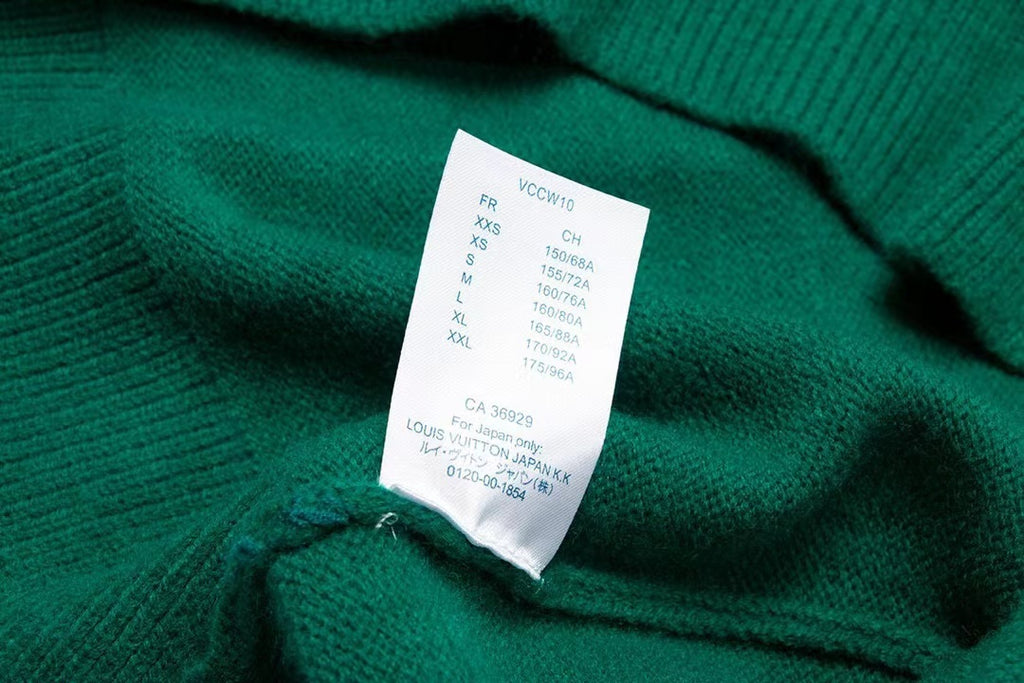 VCCW10
FR CH
XXS 150/68A
XS 155/72A
S 160/76A
M 160/80A
L 165/88A
XL 170/92A
XXL 175/96A
CA 36929
For Japan only:
LOUIS VUITTON JAPAN K.K
ルイ・ヴィトン ジャパン(株)
0120-00-1854